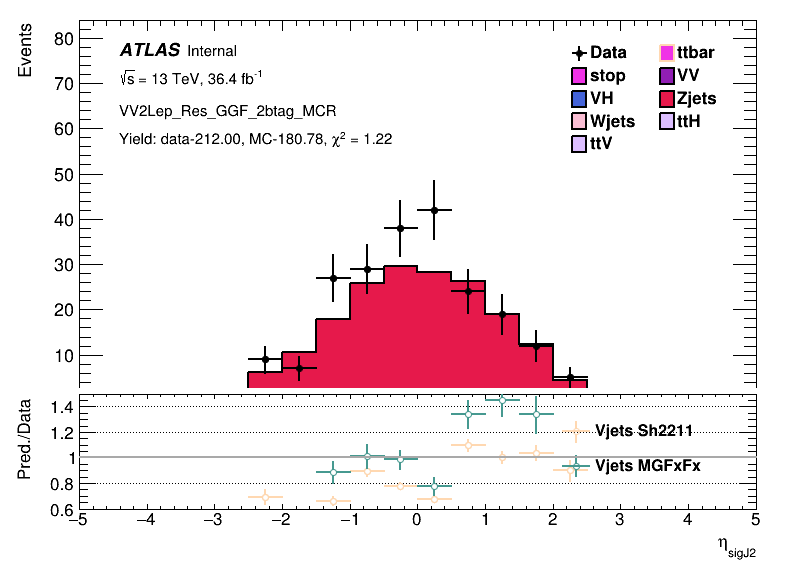 Events
80
70
60
50
40
30
20
10
ATLAS Internal
√s = 13 TeV, 36.4 fb⁻¹
VV2Lep_Res_GGF_2btag_MCR
Yield: data-212.00, MC-180.78, χ² = 1.22
Data ttbar
stop VV
VH Zjets
Wjets ttH
ttV
Pred./Data
1.4
1.2
1
0.8
0.6
Vjets Sh2211
Vjets MGFxFx
−5 −4 −3 −2 −1 0 1 2 3 4 5
η_sigJ2